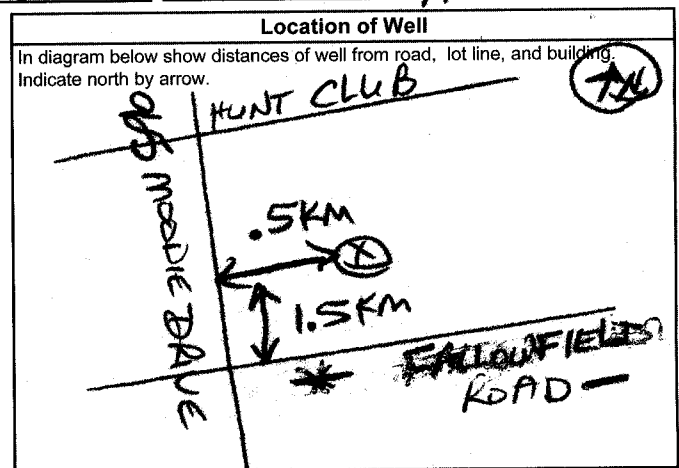 Location of Well
In diagram below show distances of well from road, lot line, and building.
Indicate north by arrow.
N
HUNT CLUB
MOODIE DRIVE
.5KM
X
1.5KM
FALLOWFIELD
ROAD